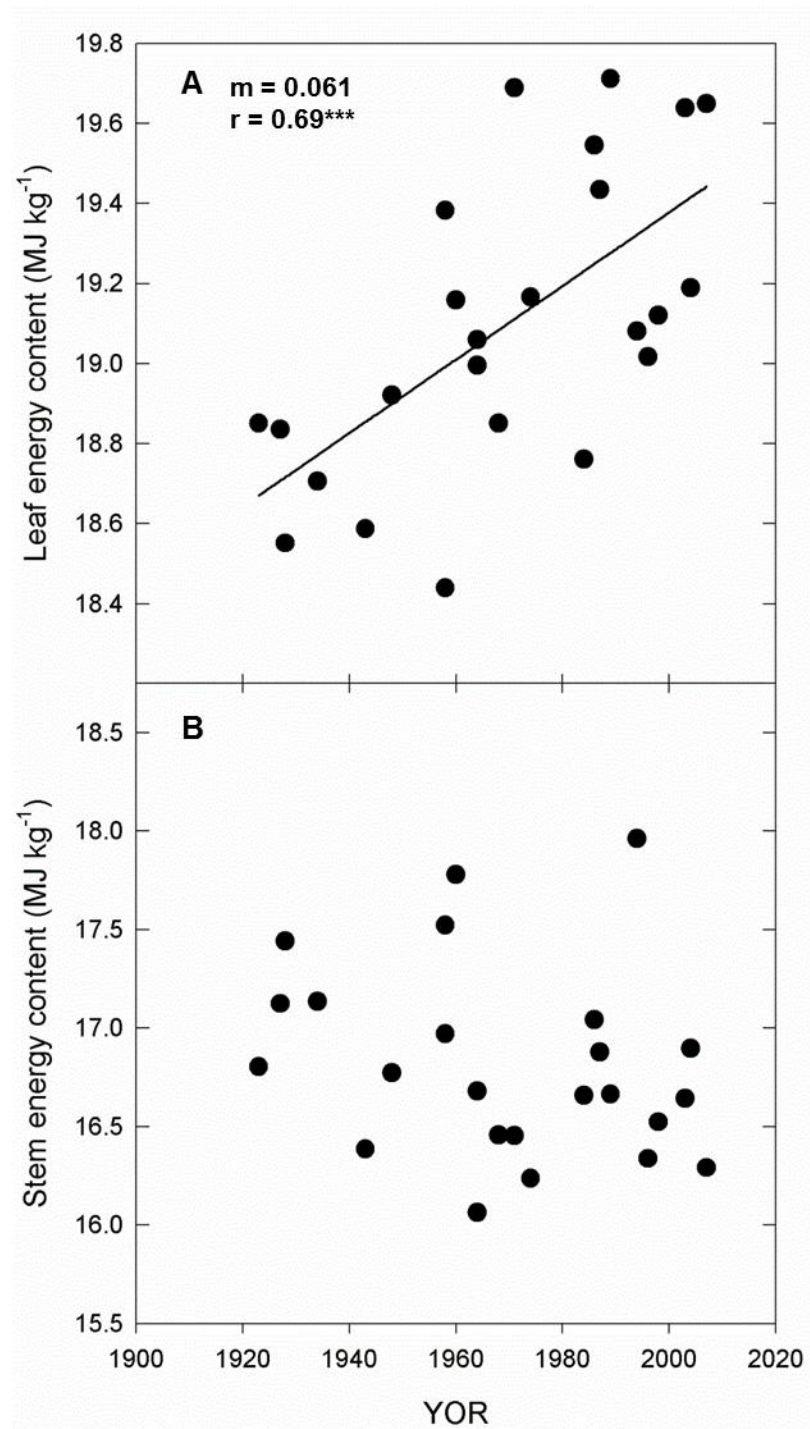 A
m = 0.061
r = 0.69***
Leaf energy content (MJ kg⁻¹)
19.8
19.6
19.4
19.2
19.0
18.8
18.6
18.4
B
Stem energy content (MJ kg⁻¹)
18.5
18.0
17.5
17.0
16.5
16.0
15.5
1900 1920 1940 1960 1980 2000 2020
YOR